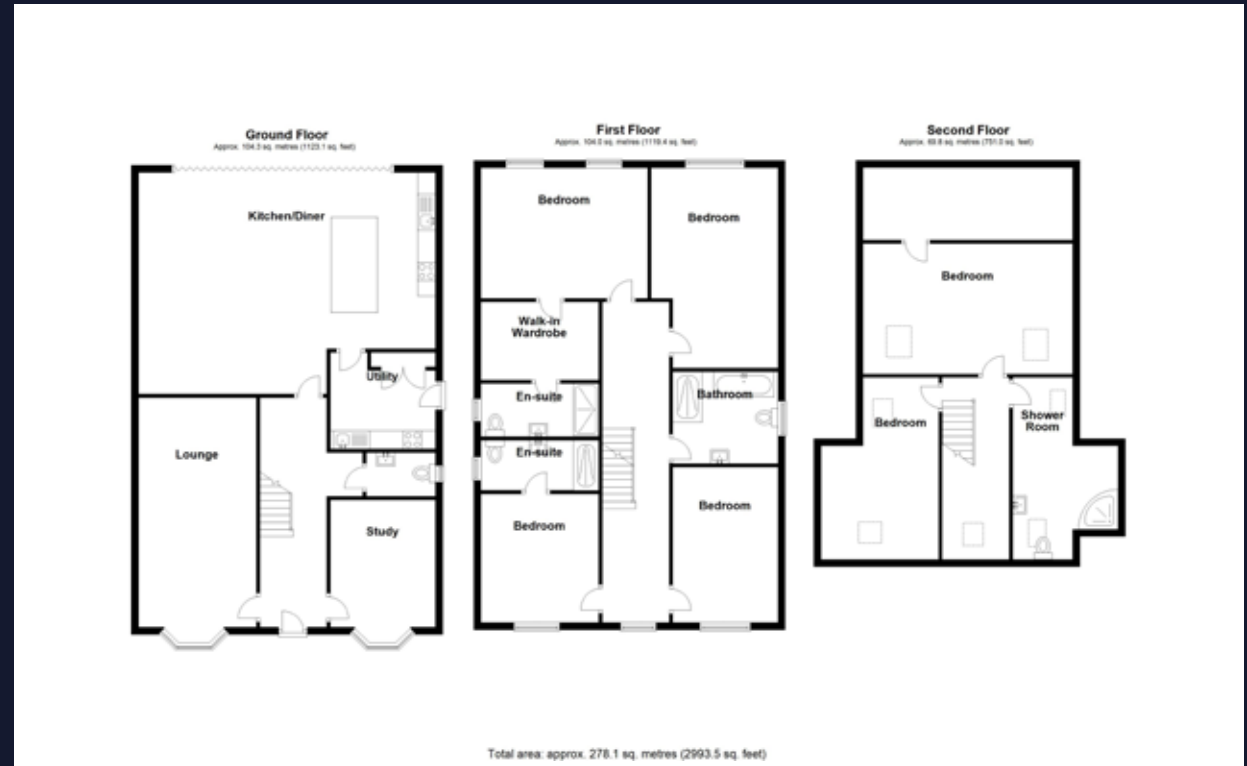 Ground Floor
Approx. 104.3 sq. metres (1123.1 sq. feet)
Kitchen/Diner
Utility
Lounge
Study
First Floor
Approx. 104.0 sq. metres (1119.4 sq. feet)
Bedroom
Bedroom
Walk-in
Wardrobe
En-suite
Bathroom
En-suite
Bedroom
Bedroom
Second Floor
Approx. 69.8 sq. metres (751.0 sq. feet)
Bedroom
Bedroom
Shower
Room
Total area: approx. 278.1 sq. metres (2993.5 sq. feet)